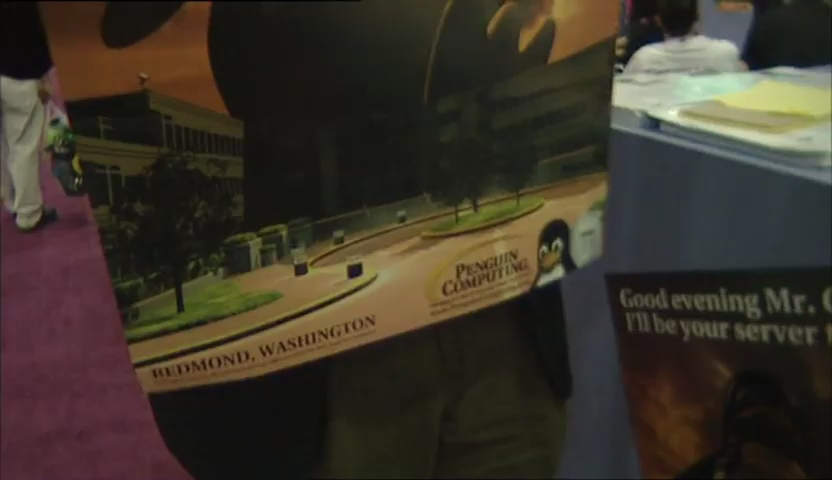 PENGUIN
COMPUTING
REDMOND, WASHINGTON
Good evening Mr.
I'll be your server